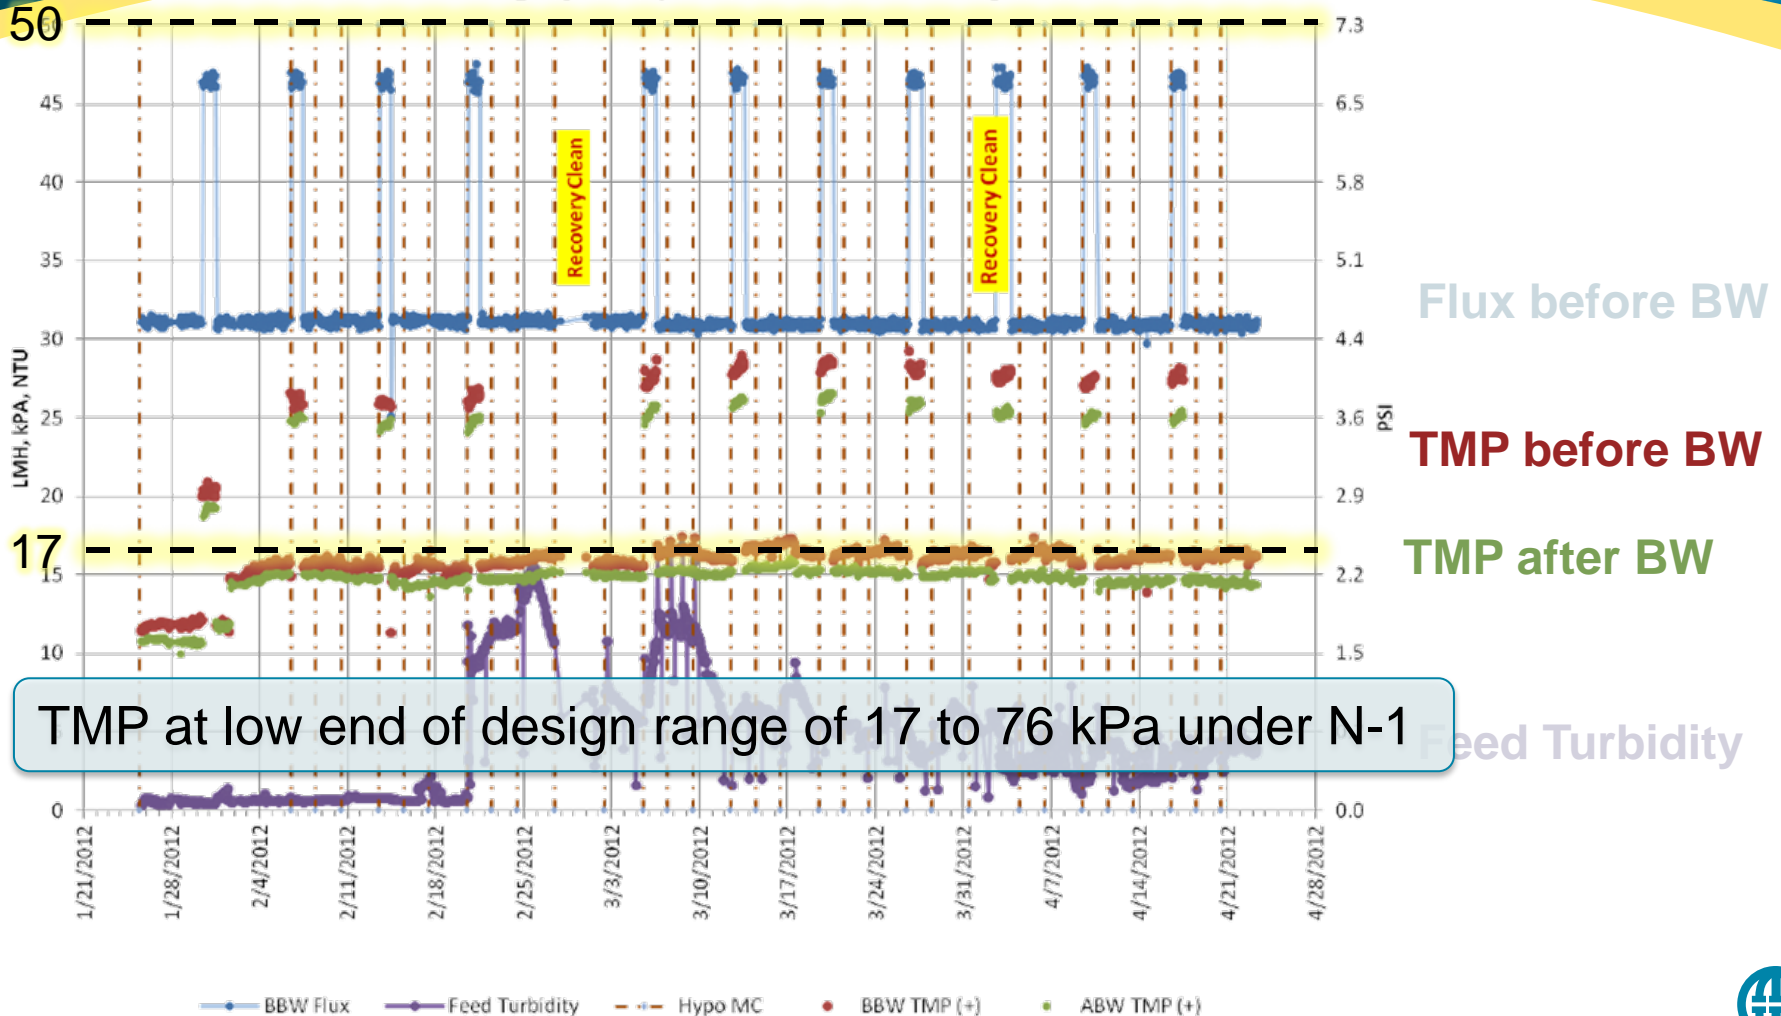 50
50
7.3
45
6.5
40
5.8
35
5.1
30
4.4
25
3.6
20
2.9
17
15
2.2
10
1.5
0
0.0
LMH, kPA, NTU
PSI
Recovery Clean
Recovery Clean
Flux before BW
TMP before BW
TMP after BW
Feed Turbidity
TMP at low end of design range of 17 to 76 kPa under N-1
1/21/2012
1/28/2012
2/4/2012
2/11/2012
2/18/2012
2/25/2012
3/3/2012
3/10/2012
3/17/2012
3/24/2012
3/31/2012
4/7/2012
4/14/2012
4/21/2012
4/28/2012
BBW Flux
Feed Turbidity
Hypo MC
BBW TMP (+)
ABW TMP (+)